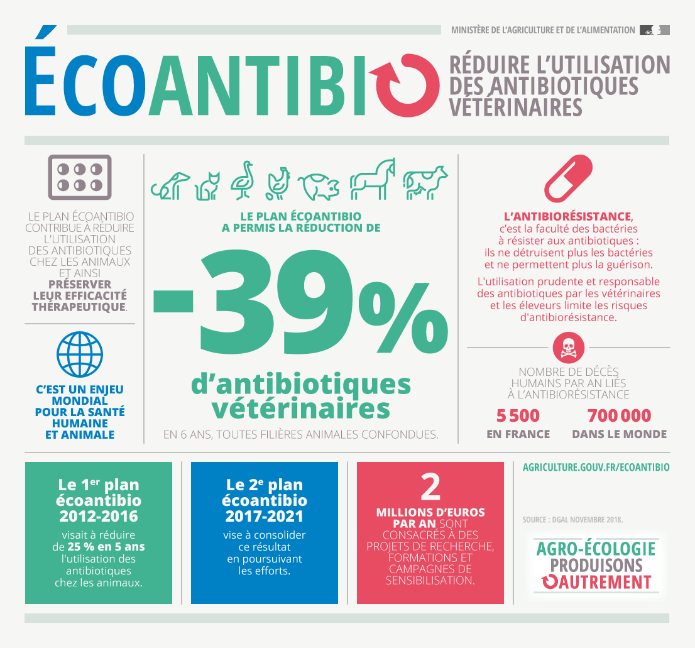 MINISTÈRE DE L'AGRICULTURE ET DE L'ALIMENTATION
ÉCOANTIBIO
RÉDUIRE L'UTILISATION
DES ANTIBIOTIQUES
VÉTÉRINAIRES
LE PLAN ÉCOANTIBIO
CONTRIBUE À RÉDUIRE
L'UTILISATION
DES ANTIBIOTIQUES
CHEZ LES ANIMAUX
ET AINSI
PRÉSERVER
LEUR EFFICACITÉ
THÉRAPEUTIQUE.
C'EST UN ENJEU
MONDIAL
POUR LA SANTÉ
HUMAINE
ET ANIMALE
LE PLAN ÉCOANTIBIO
A PERMIS LA RÉDUCTION DE
-39%
d'antibiotiques
vétérinaires
EN 6 ANS, TOUTES FILIÈRES ANIMALES CONFONDUES.
L'ANTIBIORÉSISTANCE,
c'est la faculté des bactéries
à résister aux antibiotiques :
ils ne détruisent plus les bactéries
et ne permettent plus la guérison.
L'utilisation prudente et responsable
des antibiotiques par les vétérinaires
et les éleveurs limite les risques
d'antibiorésistance.
NOMBRE DE DÉCÈS
HUMAINS PAR AN LIÉS
À L'ANTIBIORÉSISTANCE
5 500
EN FRANCE
700 000
DANS LE MONDE
Le 1er plan
écoantibio
2012-2016
visait à réduire
de 25 % en 5 ans
l'utilisation des
antibiotiques
chez les animaux.
Le 2e plan
écoantibio
2017-2021
vise à consolider
ce résultat
en poursuivant
les efforts.
2
MILLIONS D'EUROS
PAR AN SONT
CONSACRÉS À DES
PROJETS DE RECHERCHE,
FORMATIONS ET
CAMPAGNES DE
SENSIBILISATION.
AGRICULTURE.GOUV.FR/ECOANTIBIO
SOURCE : DGAL NOVEMBRE 2018.
AGRO-ÉCOLOGIE
PRODUISONS
AUTREMENT